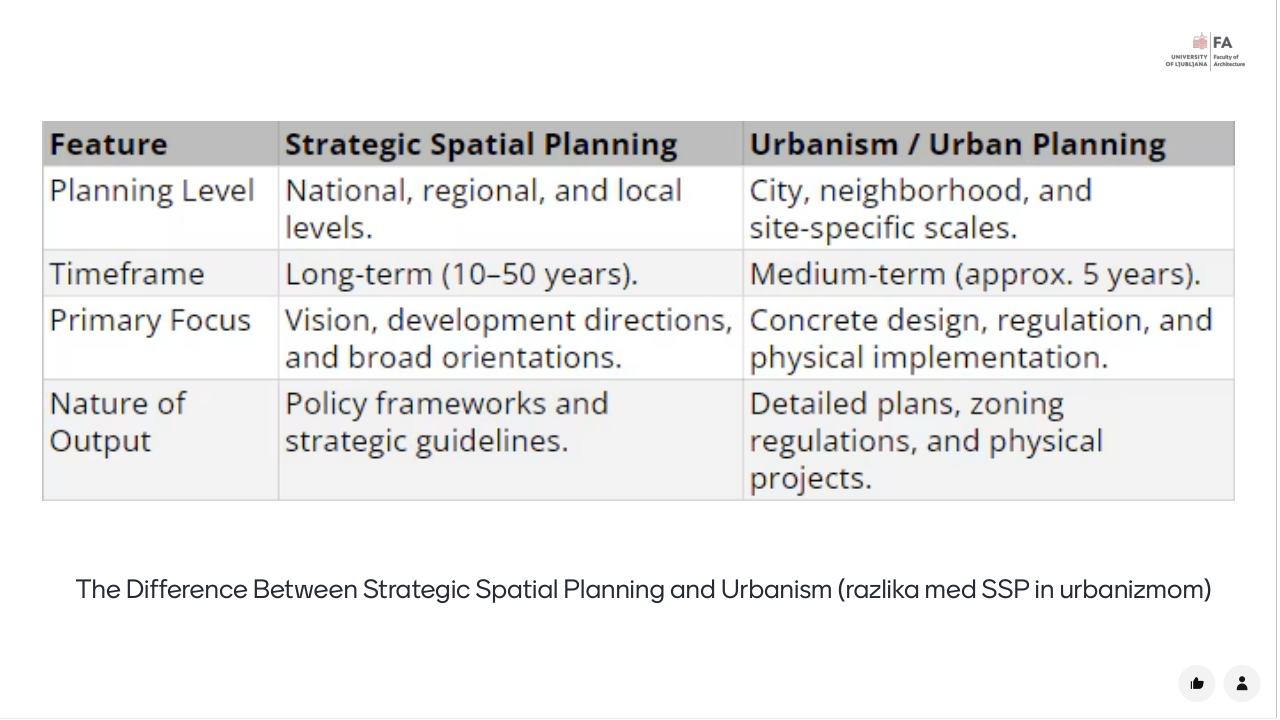 FA
UNIVERSITY
OF LJUBLJANA
Faculty of
Architecture
Feature
Strategic Spatial Planning
Urbanism / Urban Planning
Planning Level
National, regional, and local
levels.
City, neighborhood, and
site-specific scales.
Timeframe
Long-term (10–50 years).
Medium-term (approx. 5 years).
Primary Focus
Vision, development directions,
and broad orientations.
Concrete design, regulation, and
physical implementation.
Nature of
Output
Policy frameworks and
strategic guidelines.
Detailed plans, zoning
regulations, and physical
projects.
The Difference Between Strategic Spatial Planning and Urbanism (razlika med SSP in urbanizmom)